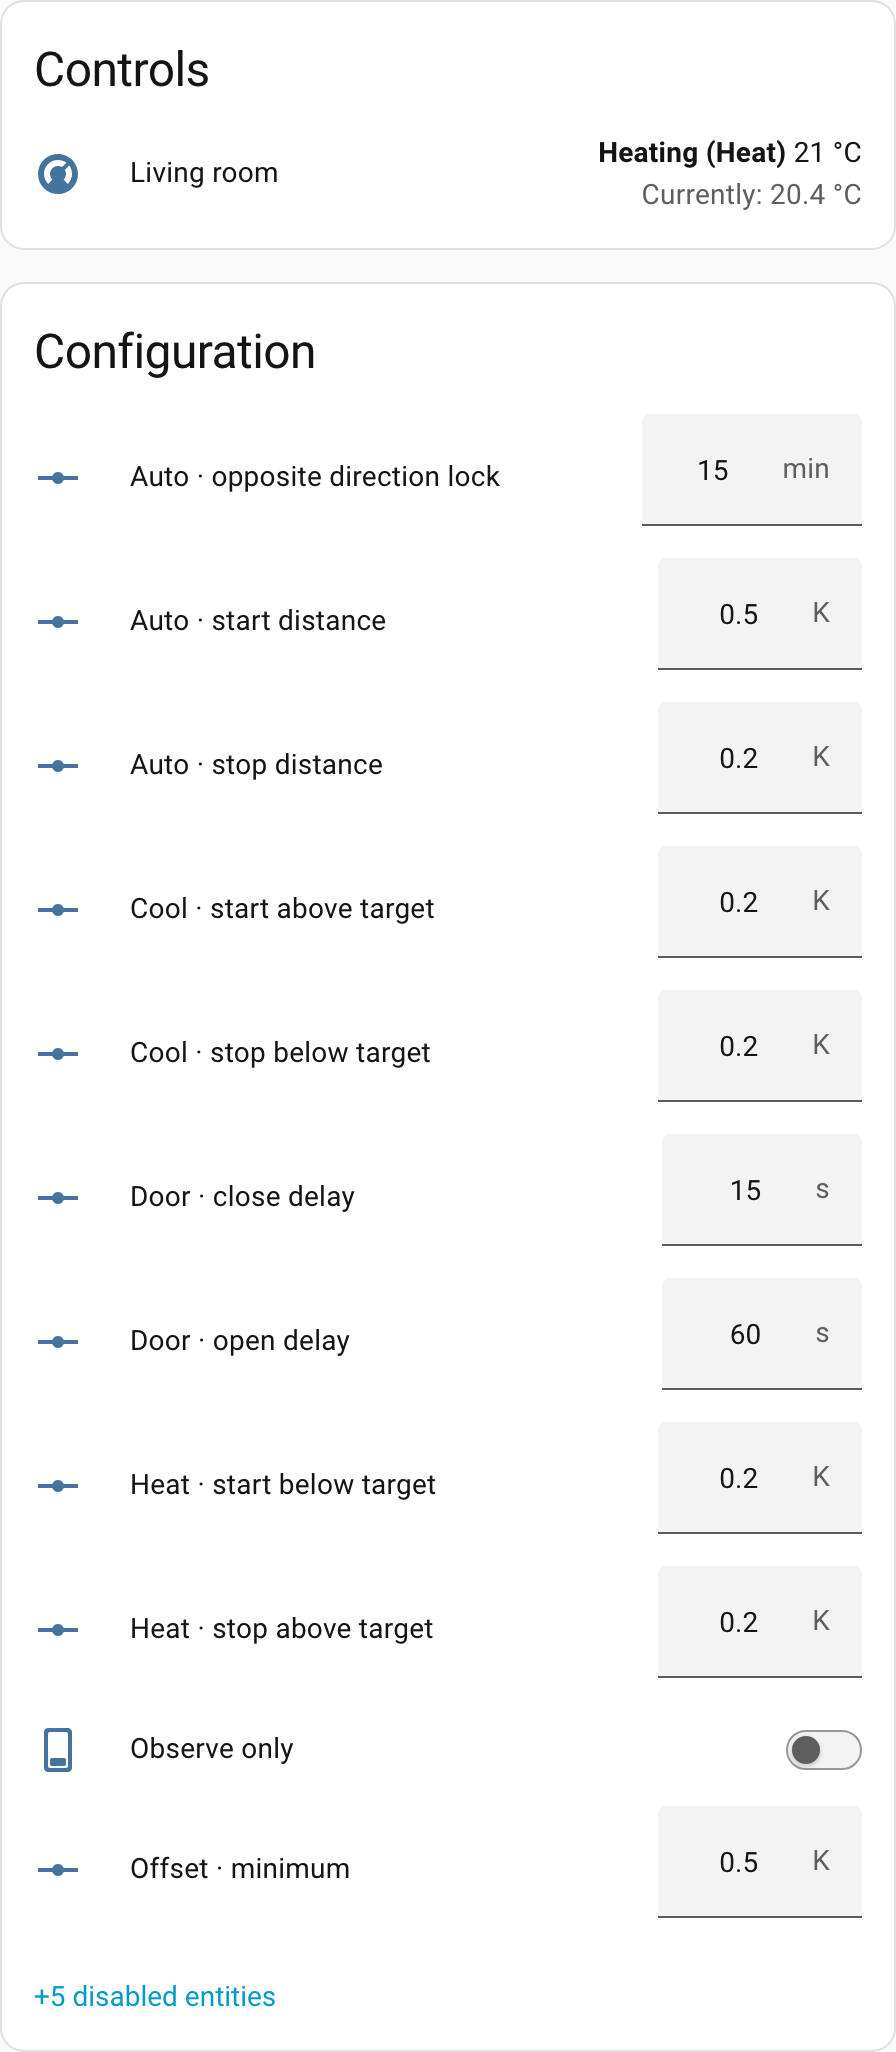 Controls
Living room
Heating (Heat) 21 °C
Currently: 20.4 °C
Configuration
Auto · opposite direction lock 15 min
Auto · start distance 0.5 K
Auto · stop distance 0.2 K
Cool · start above target 0.2 K
Cool · stop below target 0.2 K
Door · close delay 15 s
Door · open delay 60 s
Heat · start below target 0.2 K
Heat · stop above target 0.2 K
Observe only
Offset · minimum 0.5 K
+5 disabled entities